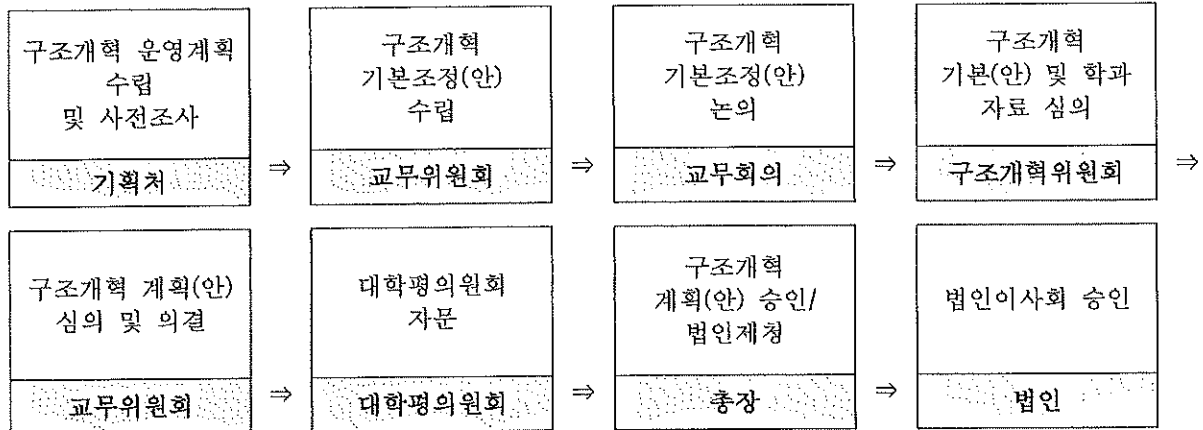 구조개혁 운영계획
수립
및 사전조사
기획처
⇒
구조개혁
기본조정(안)
수립
교무위원회
⇒
구조개혁
기본조정(안)
논의
교무회의
⇒
구조개혁
기본(안) 및 학과
자료 심의
구조개혁위원회
⇒
구조개혁 계획(안)
심의 및 의결
교무위원회
⇒
대학평의원회
자문
대학평의원회
⇒
구조개혁
계획(안) 승인/
법인제청
총장
⇒
법인이사회 승인
법인